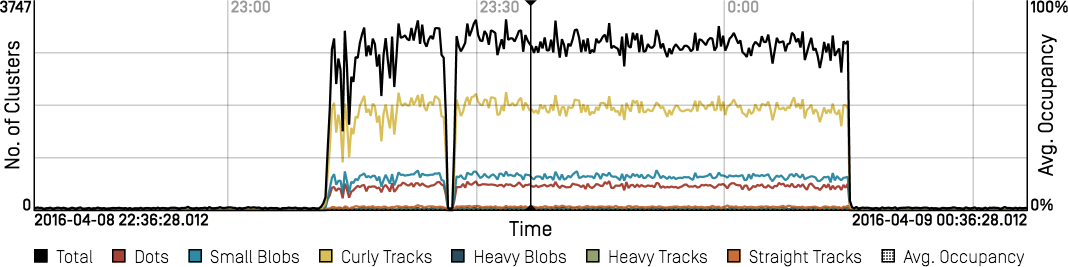 3747
23:00
23:30
0:00
100%
No. of Clusters
Avg. Occupancy
0
0%
2016-04-08 22:36:28.012
2016-04-09 00:36:28.012
Time
Total Dots Small Blobs Curly Tracks Heavy Blobs Heavy Tracks Straight Tracks Avg. Occupancy